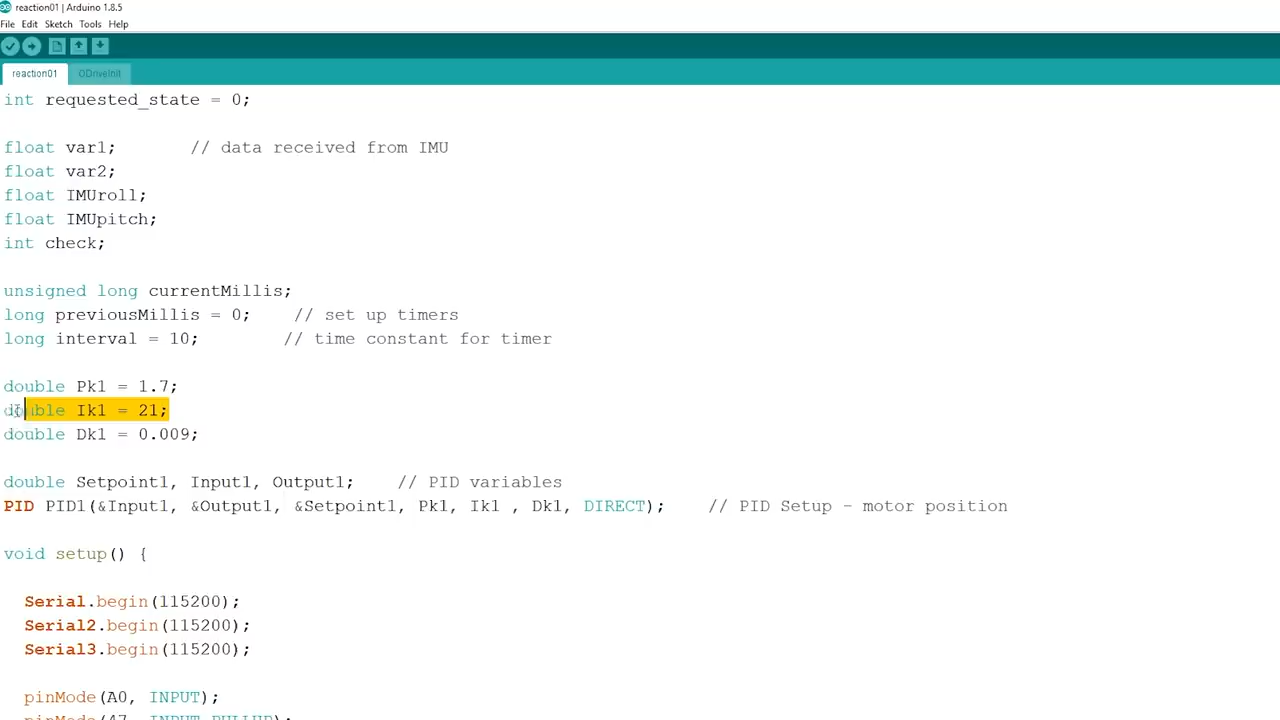 reaction01 | Arduino 1.8.5
File Edit Sketch Tools Help
reaction01 ODriveInit
int requested_state = 0;
float var1; // data received from IMU
float var2;
float IMUroll;
float IMUpitch;
int check;
unsigned long currentMillis;
long previousMillis = 0; // set up timers
long interval = 10; // time constant for timer
double Pk1 = 1.7;
double Ik1 = 21;
double Dk1 = 0.009;
double Setpoint1, Input1, Output1; // PID variables
PID PID1(&Input1, &Output1, &Setpoint1, Pk1, Ik1 , Dk1, DIRECT); // PID Setup - motor position
void setup() {
Serial.begin(115200);
Serial2.begin(115200);
Serial3.begin(115200);
pinMode(A0, INPUT);
pinMode(A7, INPUT_PULLUP);